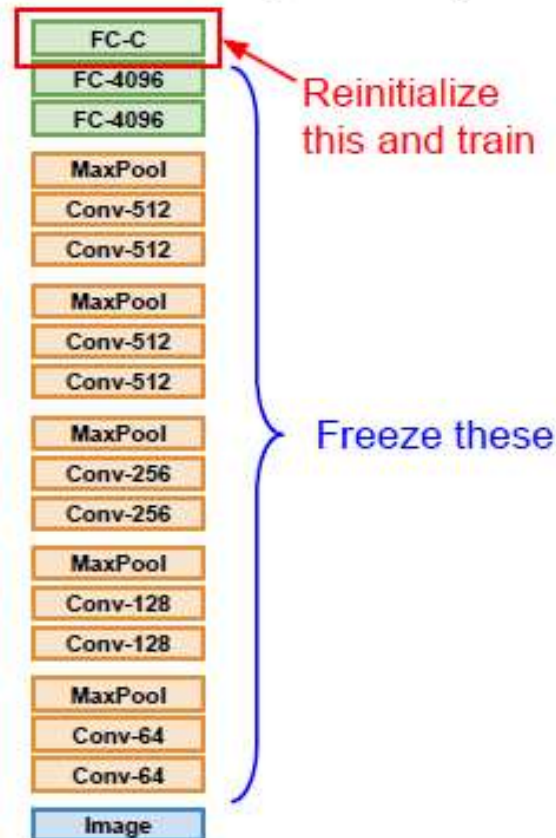 FC-C
FC-4096
FC-4096
Reinitialize
this and train
MaxPool
Conv-512
Conv-512
MaxPool
Conv-512
Conv-512
MaxPool
Conv-256
Conv-256
Freeze these
MaxPool
Conv-128
Conv-128
MaxPool
Conv-64
Conv-64
Image